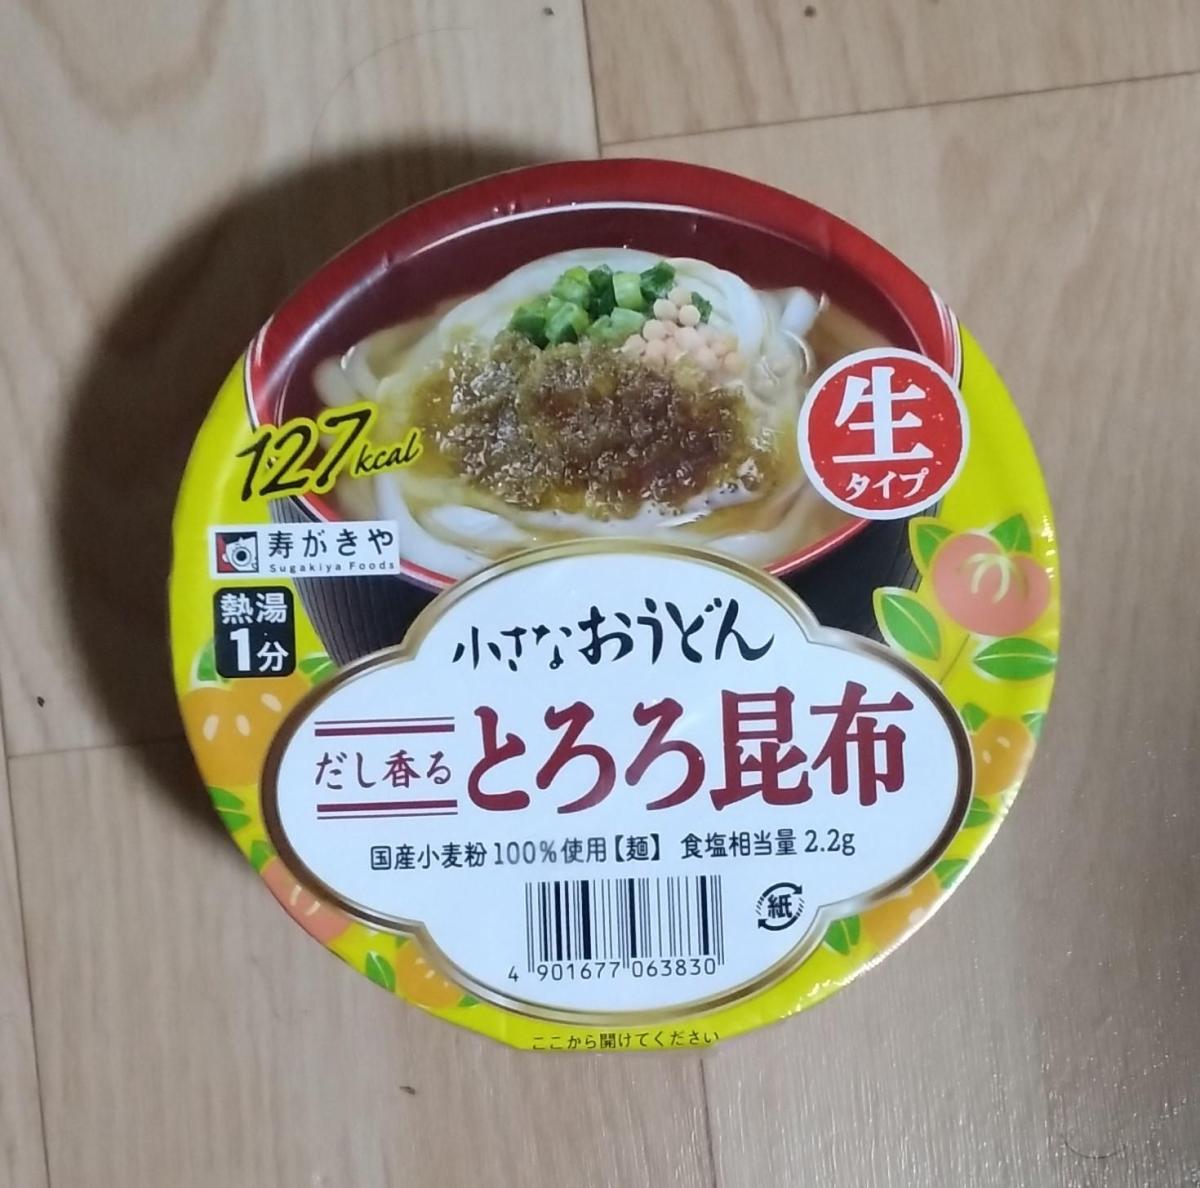 生
タイプ
127kcal
寿がきや
Sugakiya Foods
熱湯
1分
小さなおうどん
だし香る
とろろ昆布
国産小麦粉100%使用【麺】 食塩相当量2.2g
紙
4 901677 063830
ここから開けてください